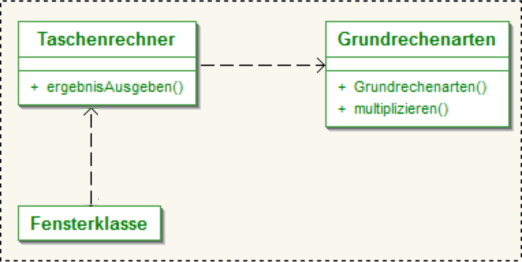 Taschenrechner
+ ergebnisAusgeben()
Grundrechenarten
+ Grundrechenarten()
+ multiplizieren()
Fensterklasse